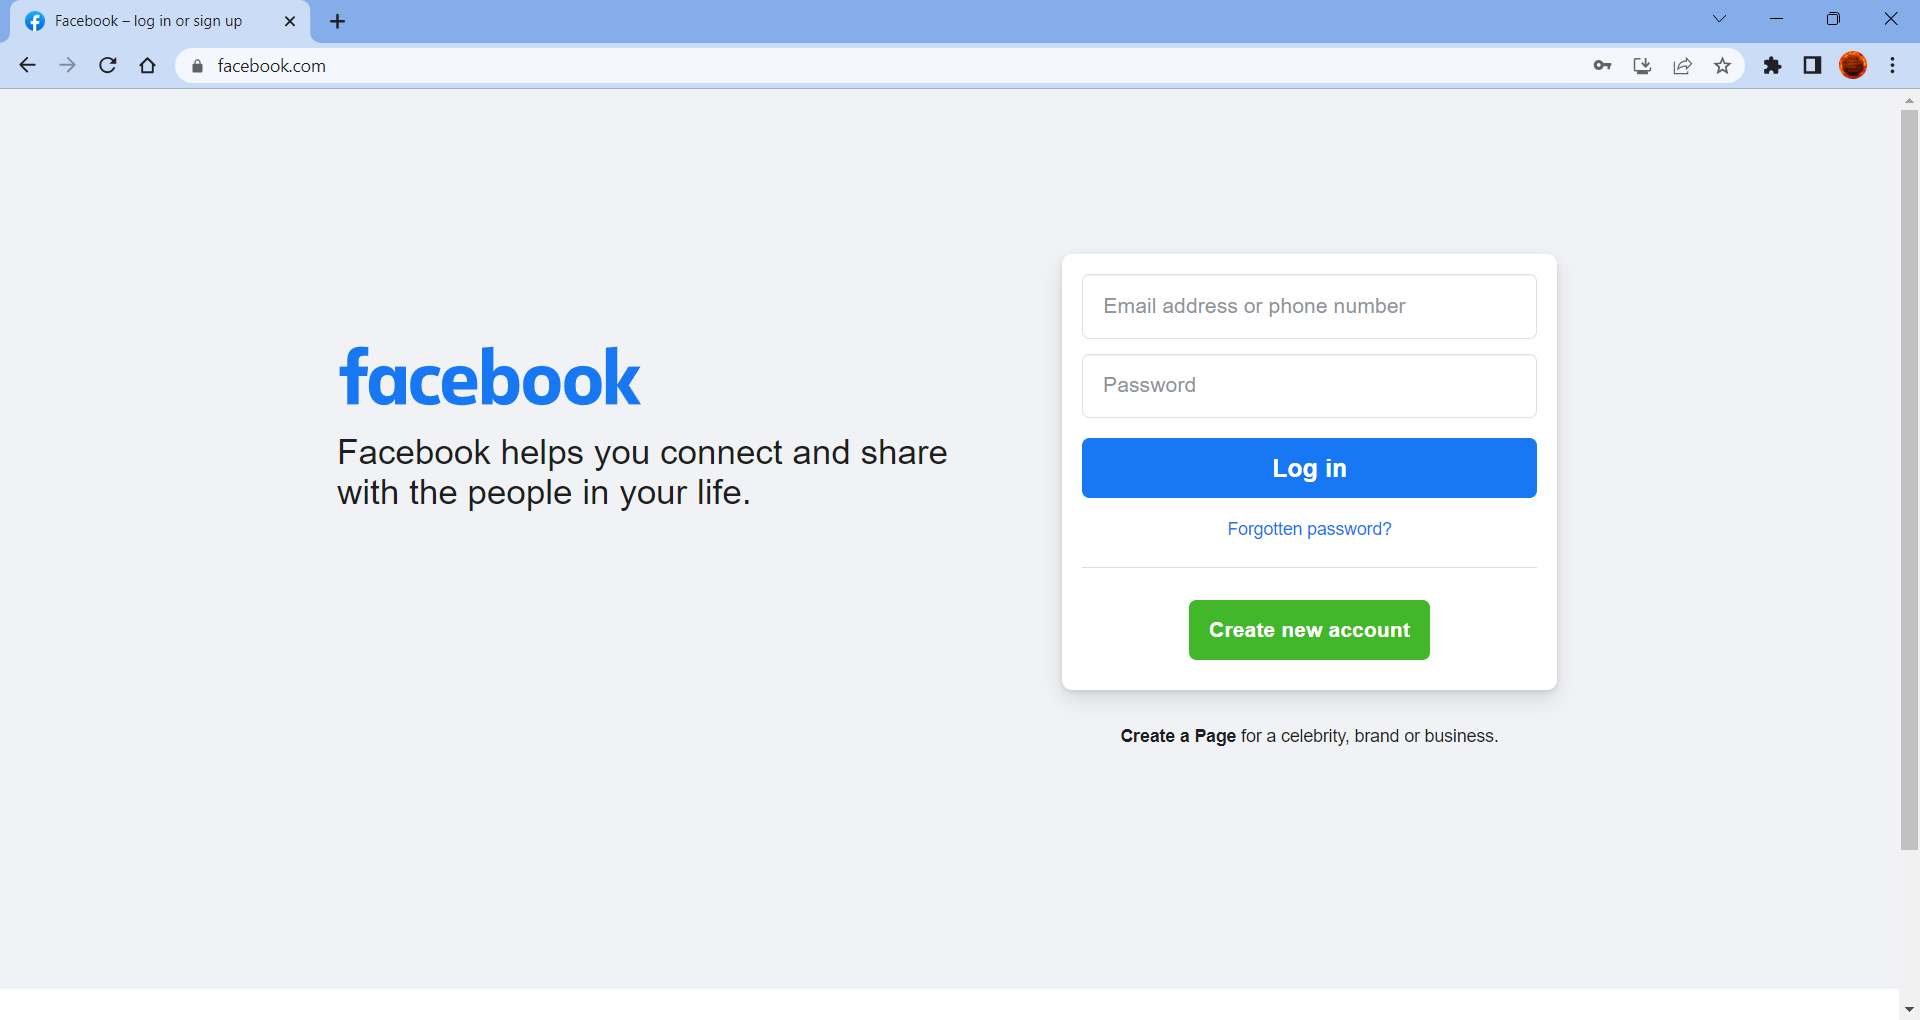 Facebook – log in or sign up
facebook.com
facebook
Facebook helps you connect and share
with the people in your life.
Email address or phone number
Password
Log in
Forgotten password?
Create new account
Create a Page for a celebrity, brand or business.